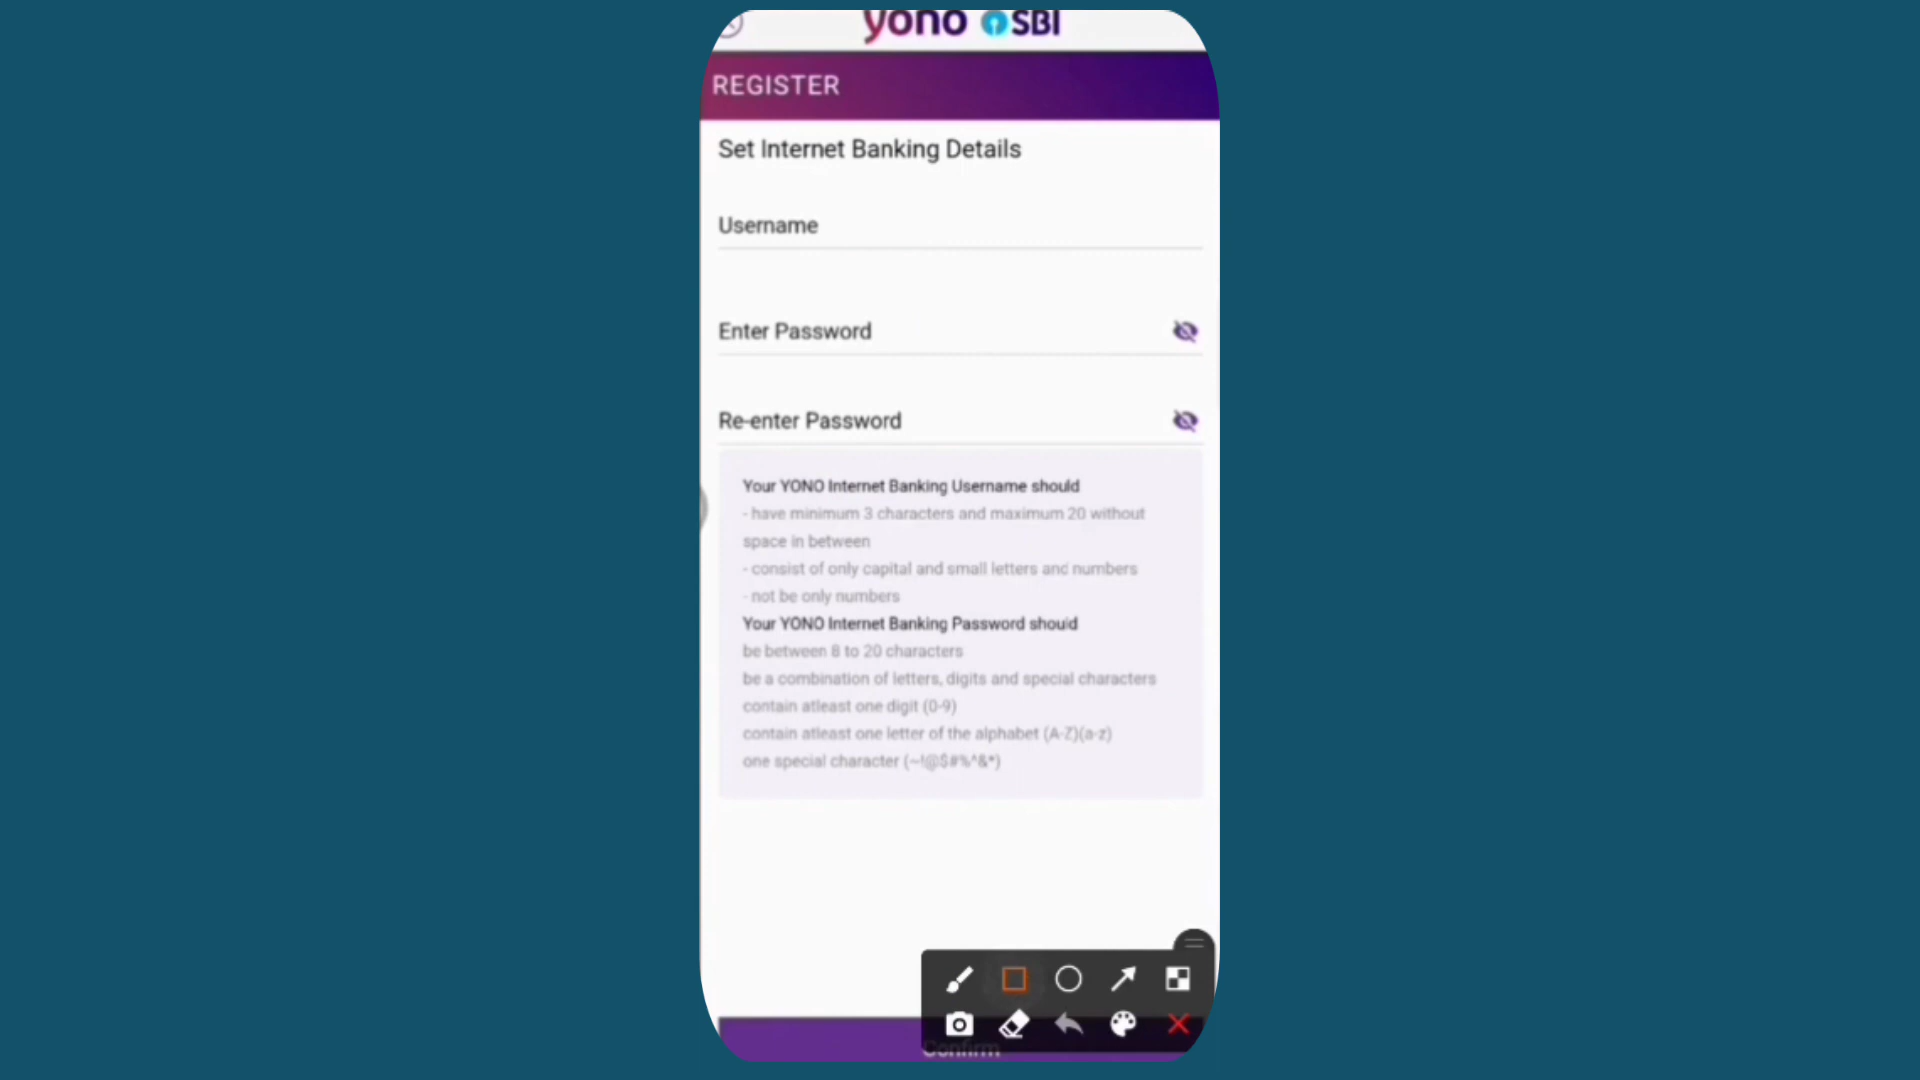 yono SBI
REGISTER
Set Internet Banking Details
Username
Enter Password
Re-enter Password
Your YONO Internet Banking Username should
- have minimum 3 characters and maximum 20 without
space in between
- consist of only capital and small letters and numbers
- not be only numbers
Your YONO Internet Banking Password should
be between 8 to 20 characters
be a combination of letters, digits and special characters
contain atleast one digit (0-9)
contain atleast one letter of the alphabet (A-Z)(a-z)
one special character (~!@$#%^&*)
Confirm